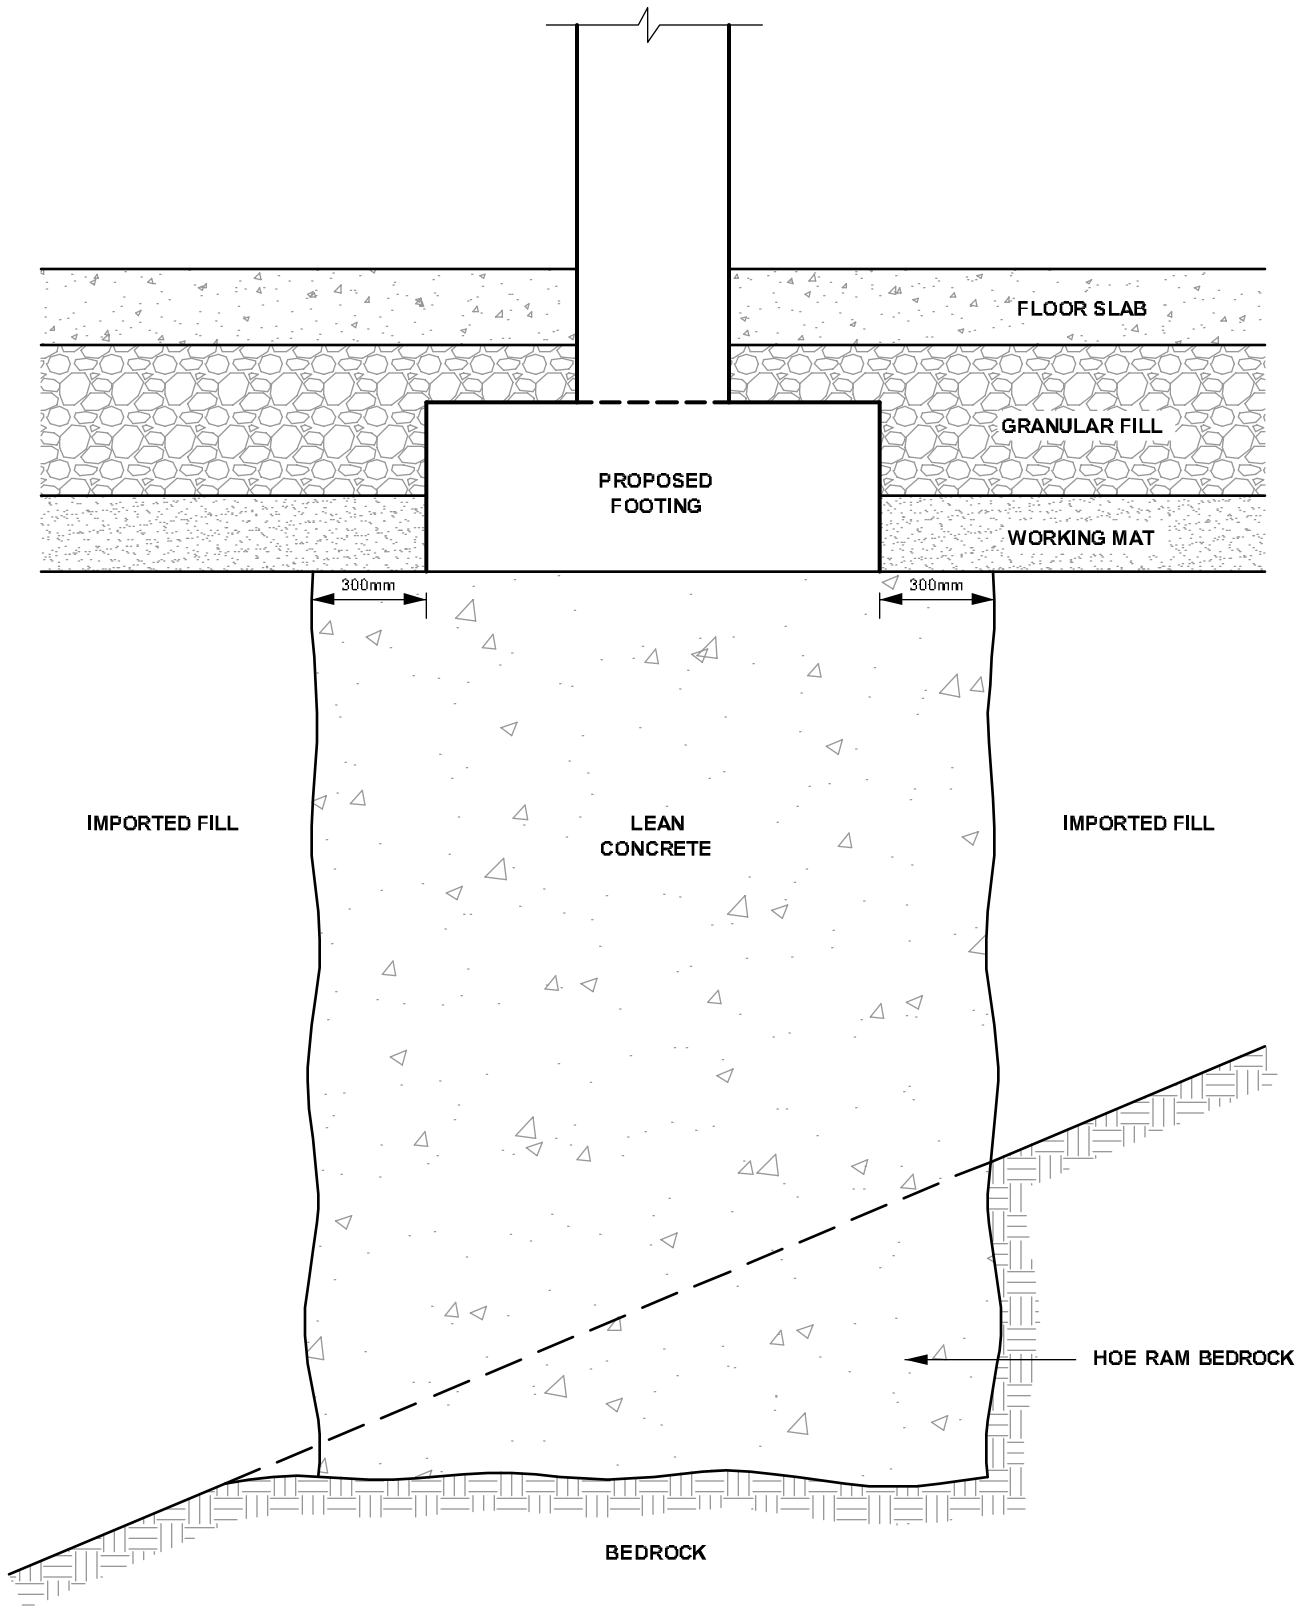 FLOOR SLAB
GRANULAR FILL
PROPOSED
FOOTING
WORKING MAT
300mm
300mm
IMPORTED FILL
LEAN
CONCRETE
IMPORTED FILL
HOE RAM BEDROCK
BEDROCK